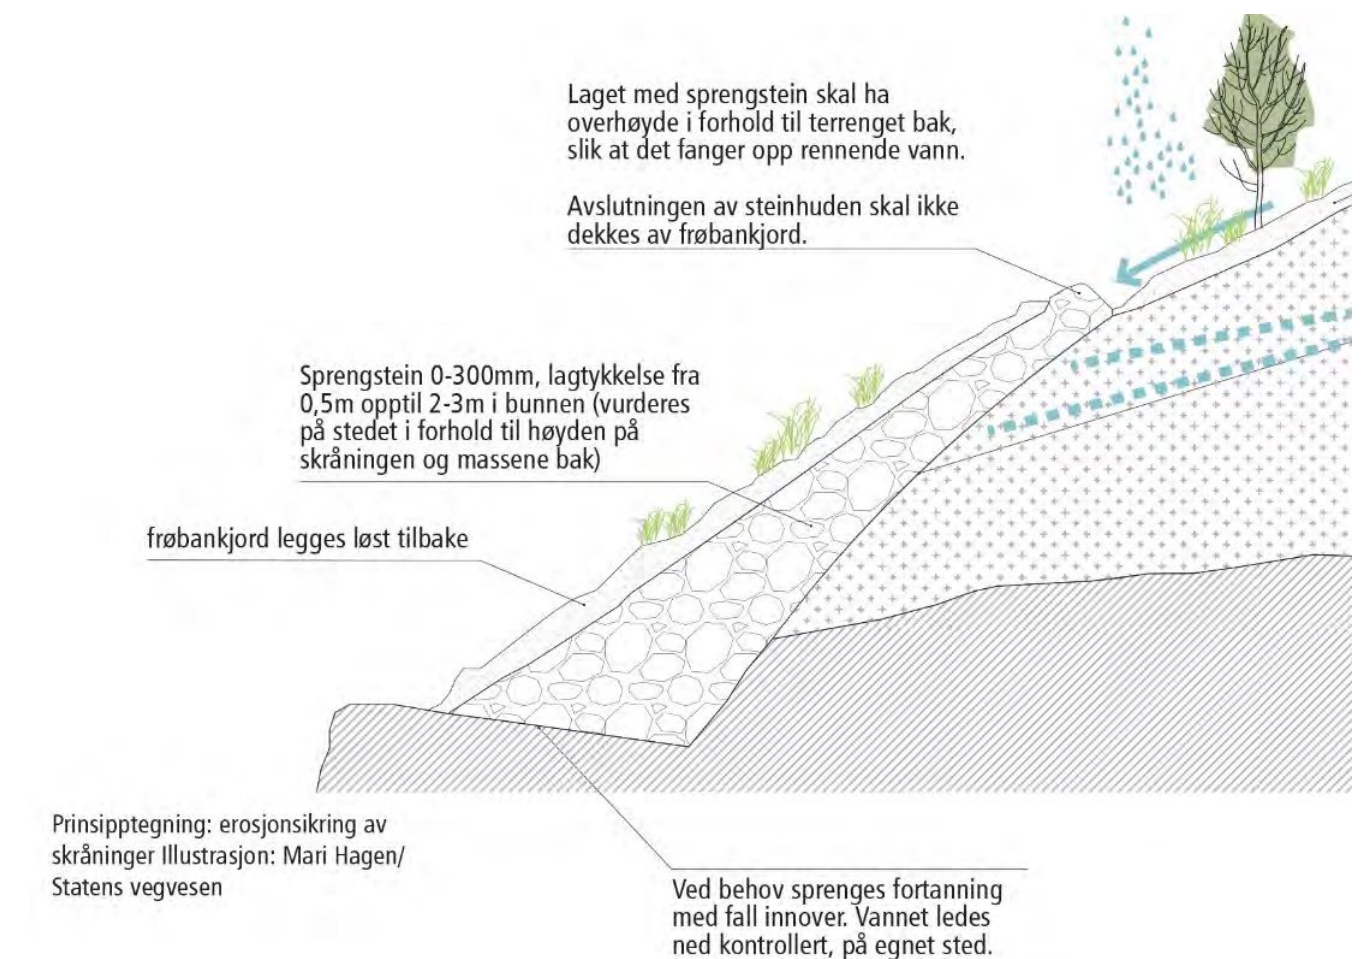 Laget med sprengstein skal ha
overhøyde i forhold til terrenget bak,
slik at det fanger opp rennende vann.
Avslutningen av steinhuden skal ikke
dekkes av frøbankjord.
Sprengstein 0-300mm, lagtykkelse fra
0,5m opptil 2-3m i bunnen (vurderes
på stedet i forhold til høyden på
skråningen og massene bak)
frøbankjord legges løst tilbake
Prinsipptegning: erosjonsikring av
skråninger Illustrasjon: Mari Hagen/
Statens vegvesen
Ved behov sprenges fortanning
med fall innover. Vannet ledes
ned kontrollert, på egnet sted.